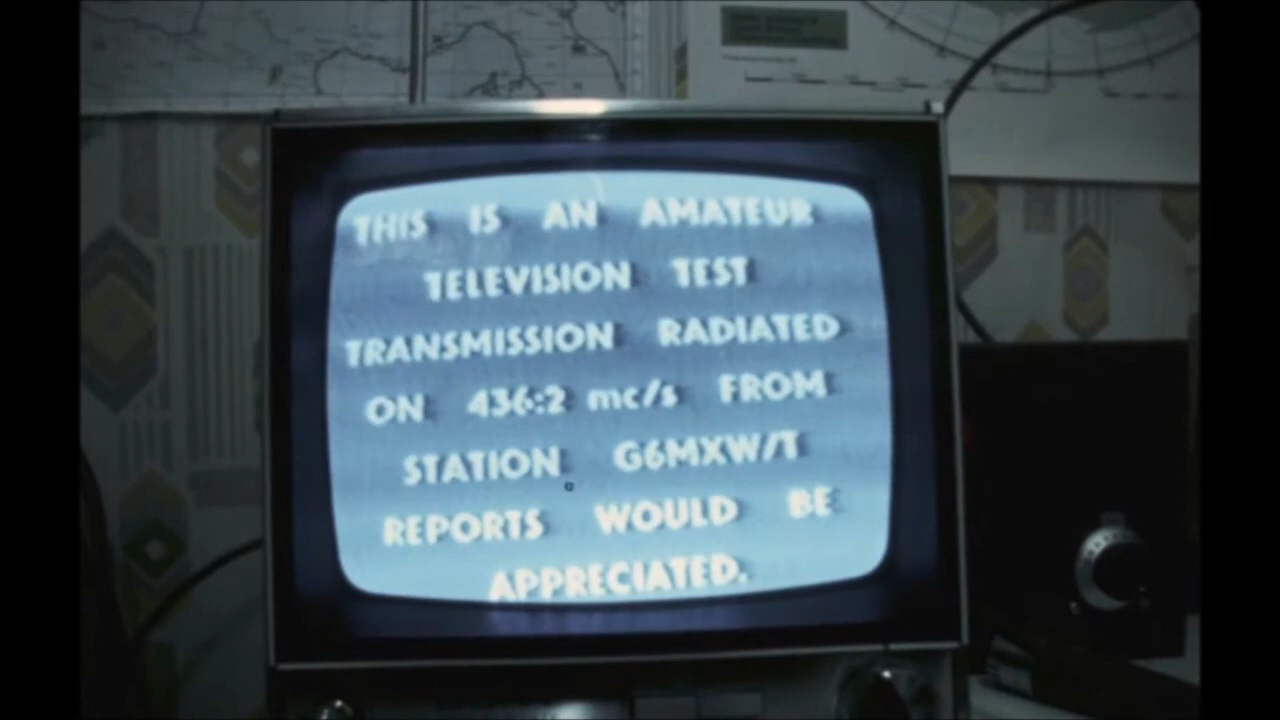 THIS IS AN AMATEUR
TELEVISION TEST
TRANSMISSION RADIATED
ON 436:2 mc/s FROM
STATION G6MXW/T
REPORTS WOULD BE
APPRECIATED.